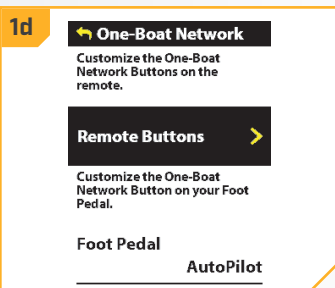 1d
One-Boat Network
Customize the One-Boat
Network Buttons on the
remote.
Remote Buttons
Customize the One-Boat
Network Button on your Foot
Pedal.
Foot Pedal
AutoPilot